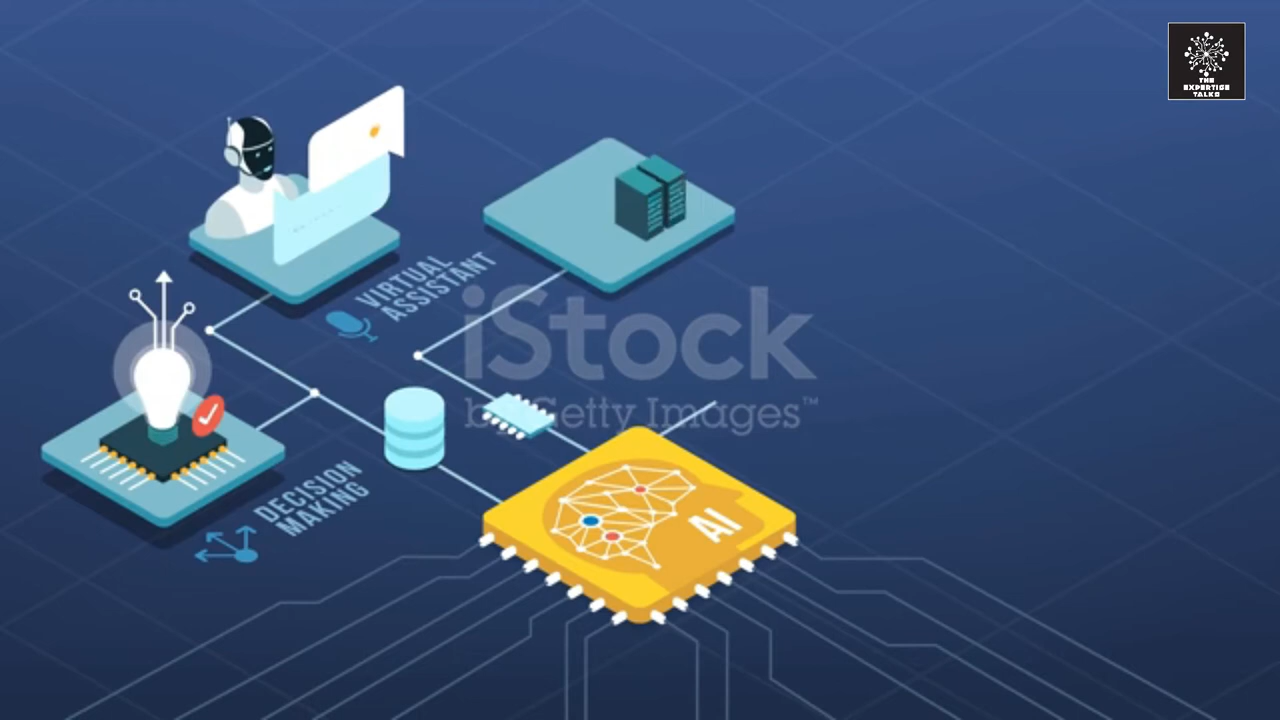 THE
EXPERTISE
TALKS
VIRTUAL
ASSISTANT
iStock
by Getty Images™
DECISION
MAKING
AI